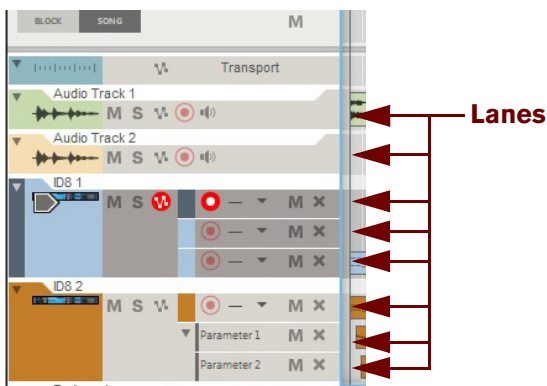 BLOCK SONG M
Transport
Audio Track 1
M S
Lanes
Audio Track 2
M S
ID8 1
M S M
M
M
ID8 2
M S M
Parameter 1 M
Parameter 2 M